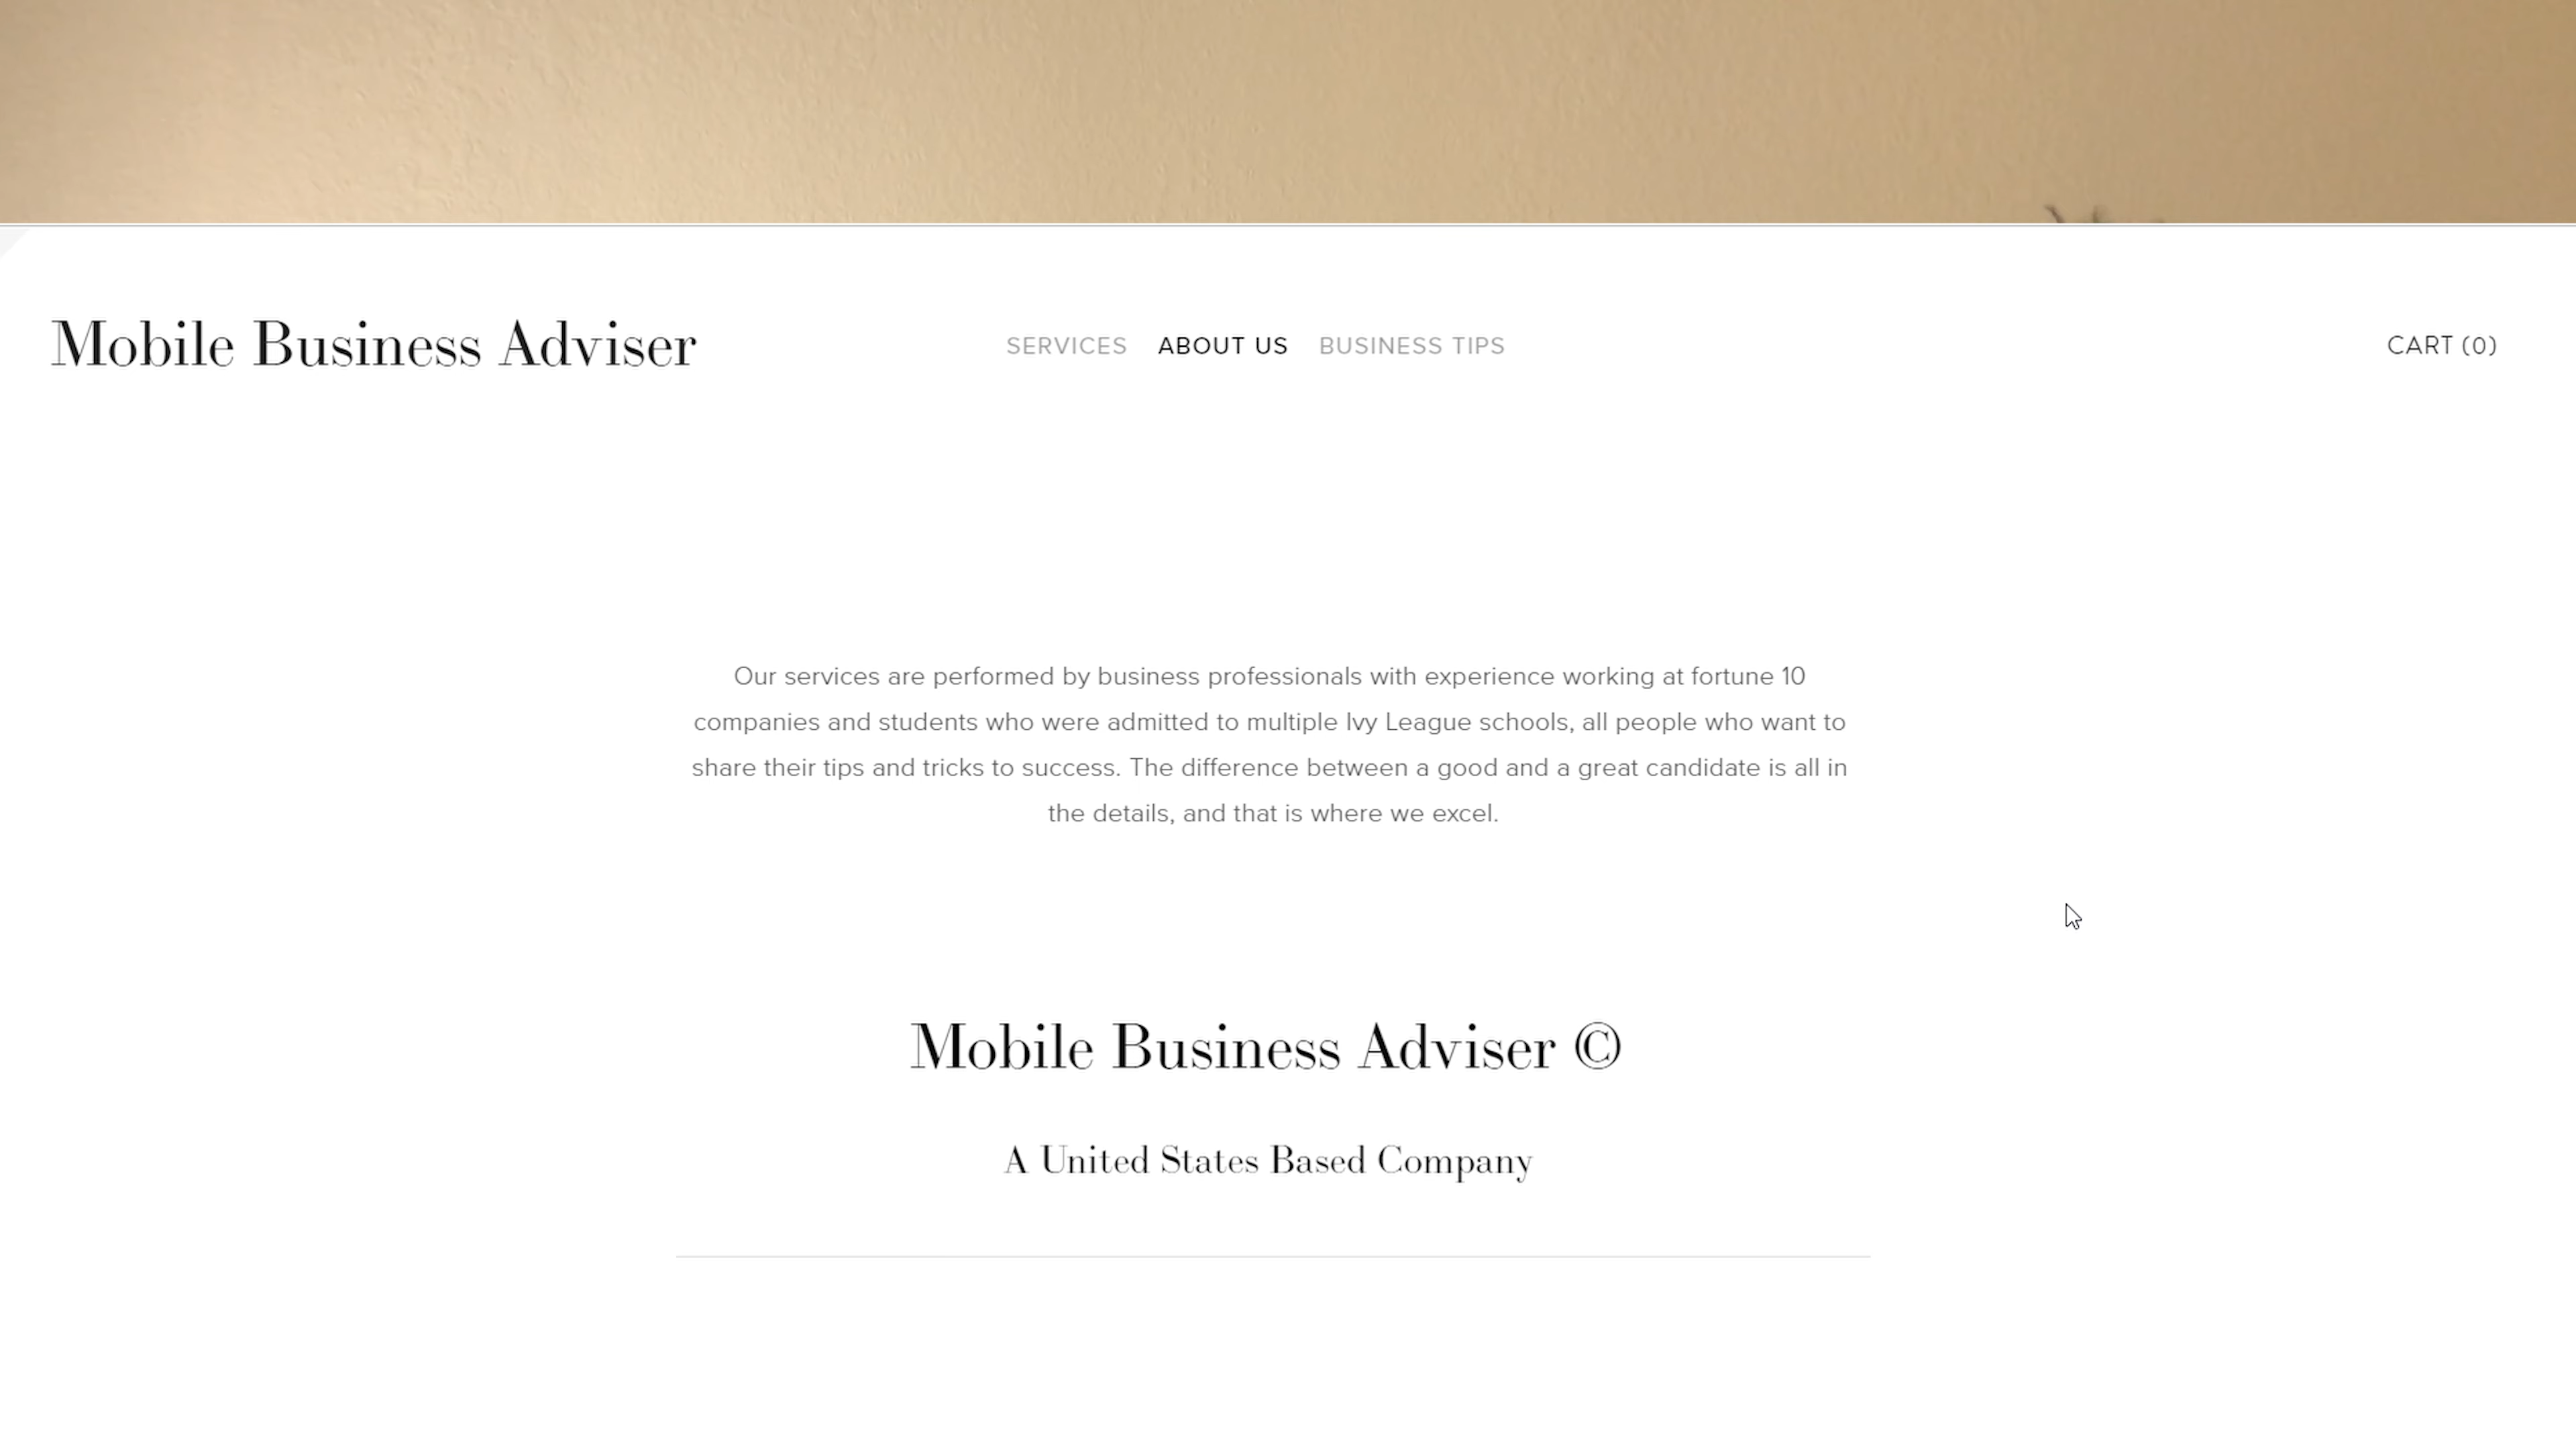 Mobile Business Adviser
SERVICES ABOUT US BUSINESS TIPS
CART (0)
Our services are performed by business professionals with experience working at fortune 10
companies and students who were admitted to multiple Ivy League schools, all people who want to
share their tips and tricks to success. The difference between a good and a great candidate is all in
the details, and that is where we excel.
Mobile Business Adviser ©
A United States Based Company